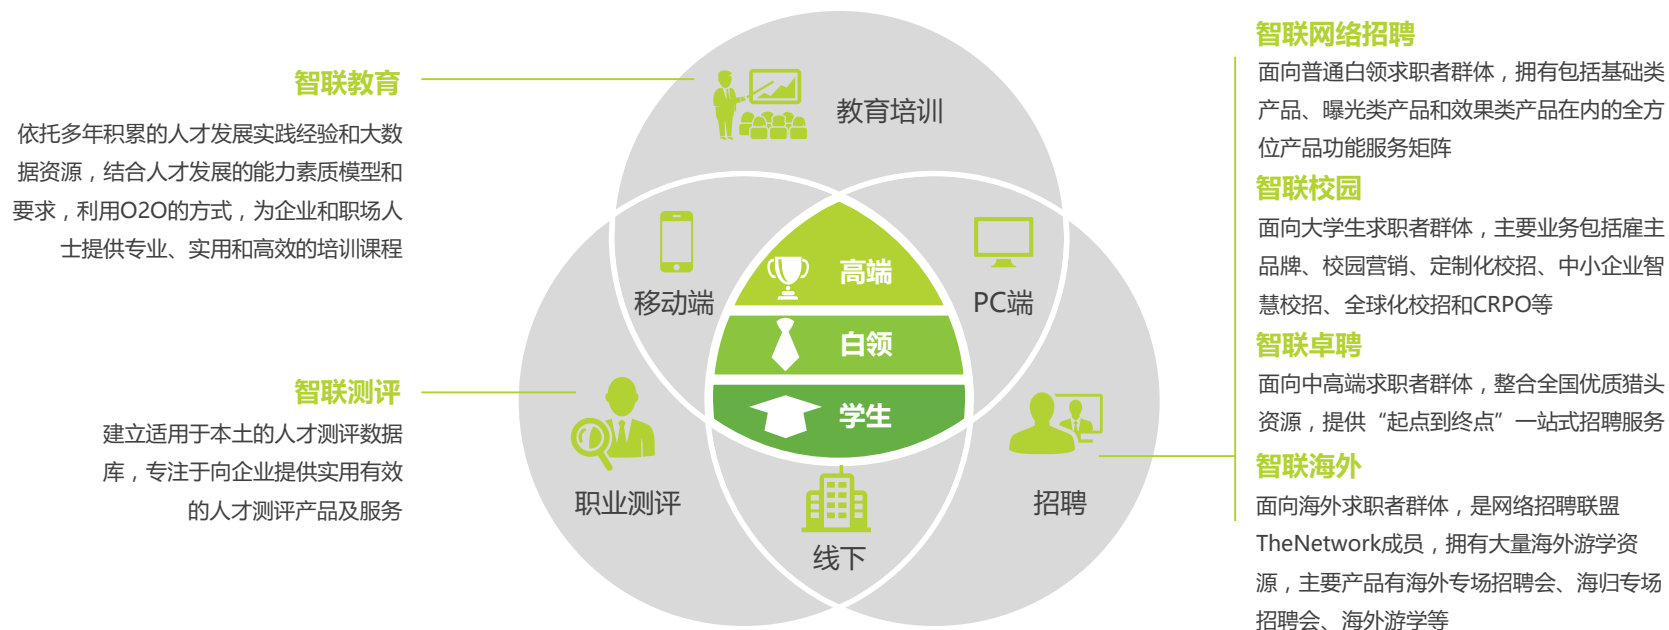 智联教育
依托多年积累的人才发展实践经验和大数
据资源，结合人才发展的能力素质模型和
要求，利用O2O的方式，为企业和职场人
士提供专业、实用和高效的培训课程
智联测评
建立适用于本土的人才测评数据
库，专注于向企业提供实用有效
的人才测评产品及服务
教育培训
移动端
PC端
高端
白领
学生
职业测评
招聘
线下
智联网络招聘
面向普通白领求职者群体，拥有包括基础类
产品、曝光类产品和效果类产品在内的全方
位产品功能服务矩阵
智联校园
面向大学生求职者群体，主要业务包括雇主
品牌、校园营销、定制化校招、中小企业智
慧校招、全球化校招和CRPO等
智联卓聘
面向中高端求职者群体，整合全国优质猎头
资源，提供“起点到终点”一站式招聘服务
智联海外
面向海外求职者群体，是网络招聘联盟
TheNetwork成员，拥有大量海外游学资
源，主要产品有海外专场招聘会、海归专场
招聘会、海外游学等